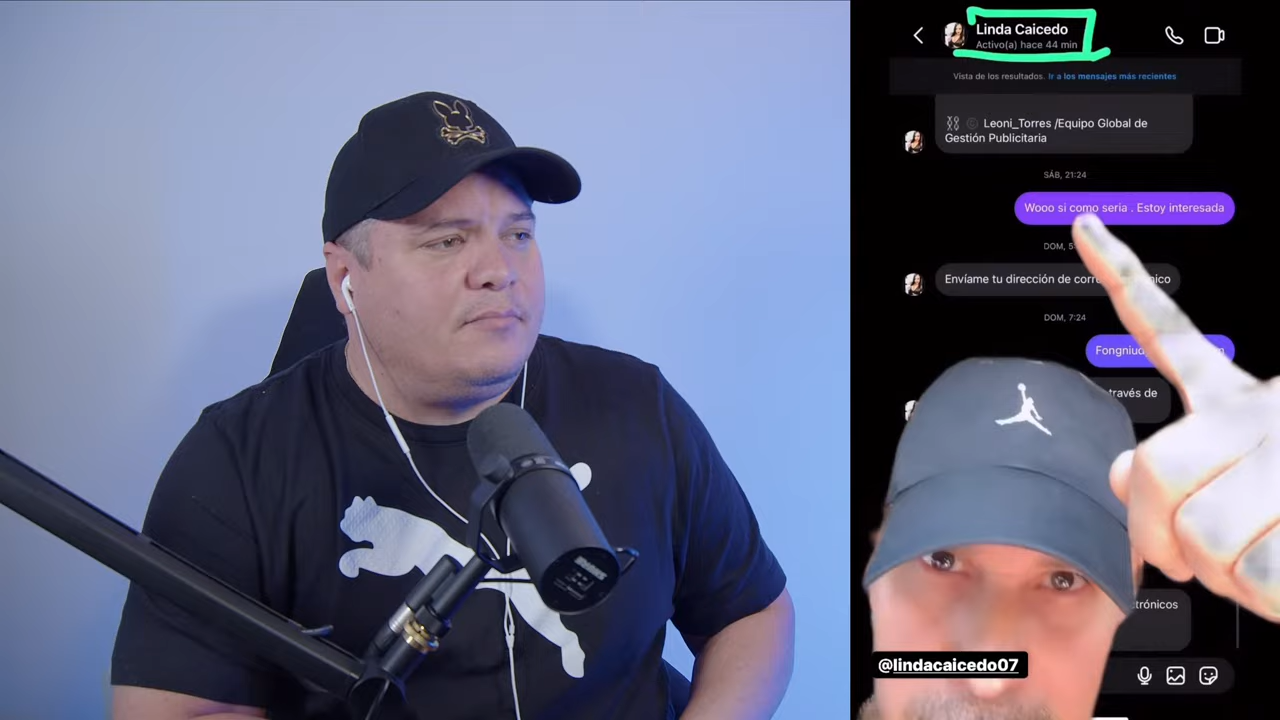 Linda Caicedo
Activo(a) hace 44 min
Vista de los resultados. Ir a los mensajes más recientes
Leoni_Torres /Equipo Global de
Gestión Publicitaria
SÁB, 21:24
Wooo si como seria . Estoy interesada
DOM,
Envíame tu dirección de
DOM, 7:24
través de
@lindacaicedo07